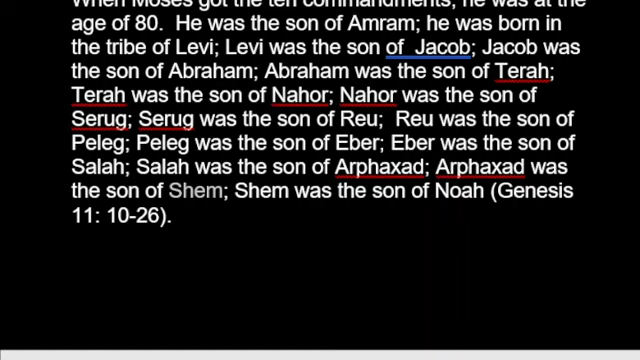 When Moses got the ten commandments, he was at the
age of 80.  He was the son of Amram; he was born in
the tribe of Levi; Levi was the son of  Jacob; Jacob was
the son of Abraham; Abraham was the son of Terah;
Terah was the son of Nahor; Nahor was the son of
Serug; Serug was the son of Reu;  Reu was the son of
Peleg; Peleg was the son of Eber; Eber was the son of
Salah; Salah was the son of Arphaxad; Arphaxad was
the son of Shem; Shem was the son of Noah (Genesis
11: 10-26).